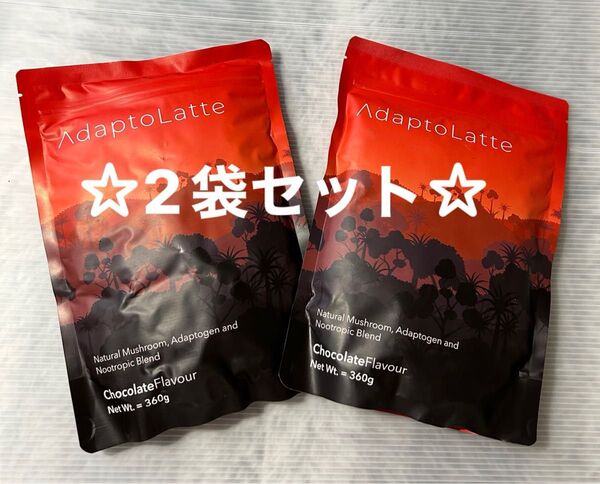 AdaptoLatte
AdaptoLatte
☆2袋セット☆
Natural Mushroom, Adaptogen and
Nootropic Blend
ChocolateFlavour
Net Wt. = 360g
Natural Mushroom, Adaptogen and
Nootropic Blend
ChocolateFlavour
Net Wt. = 360g